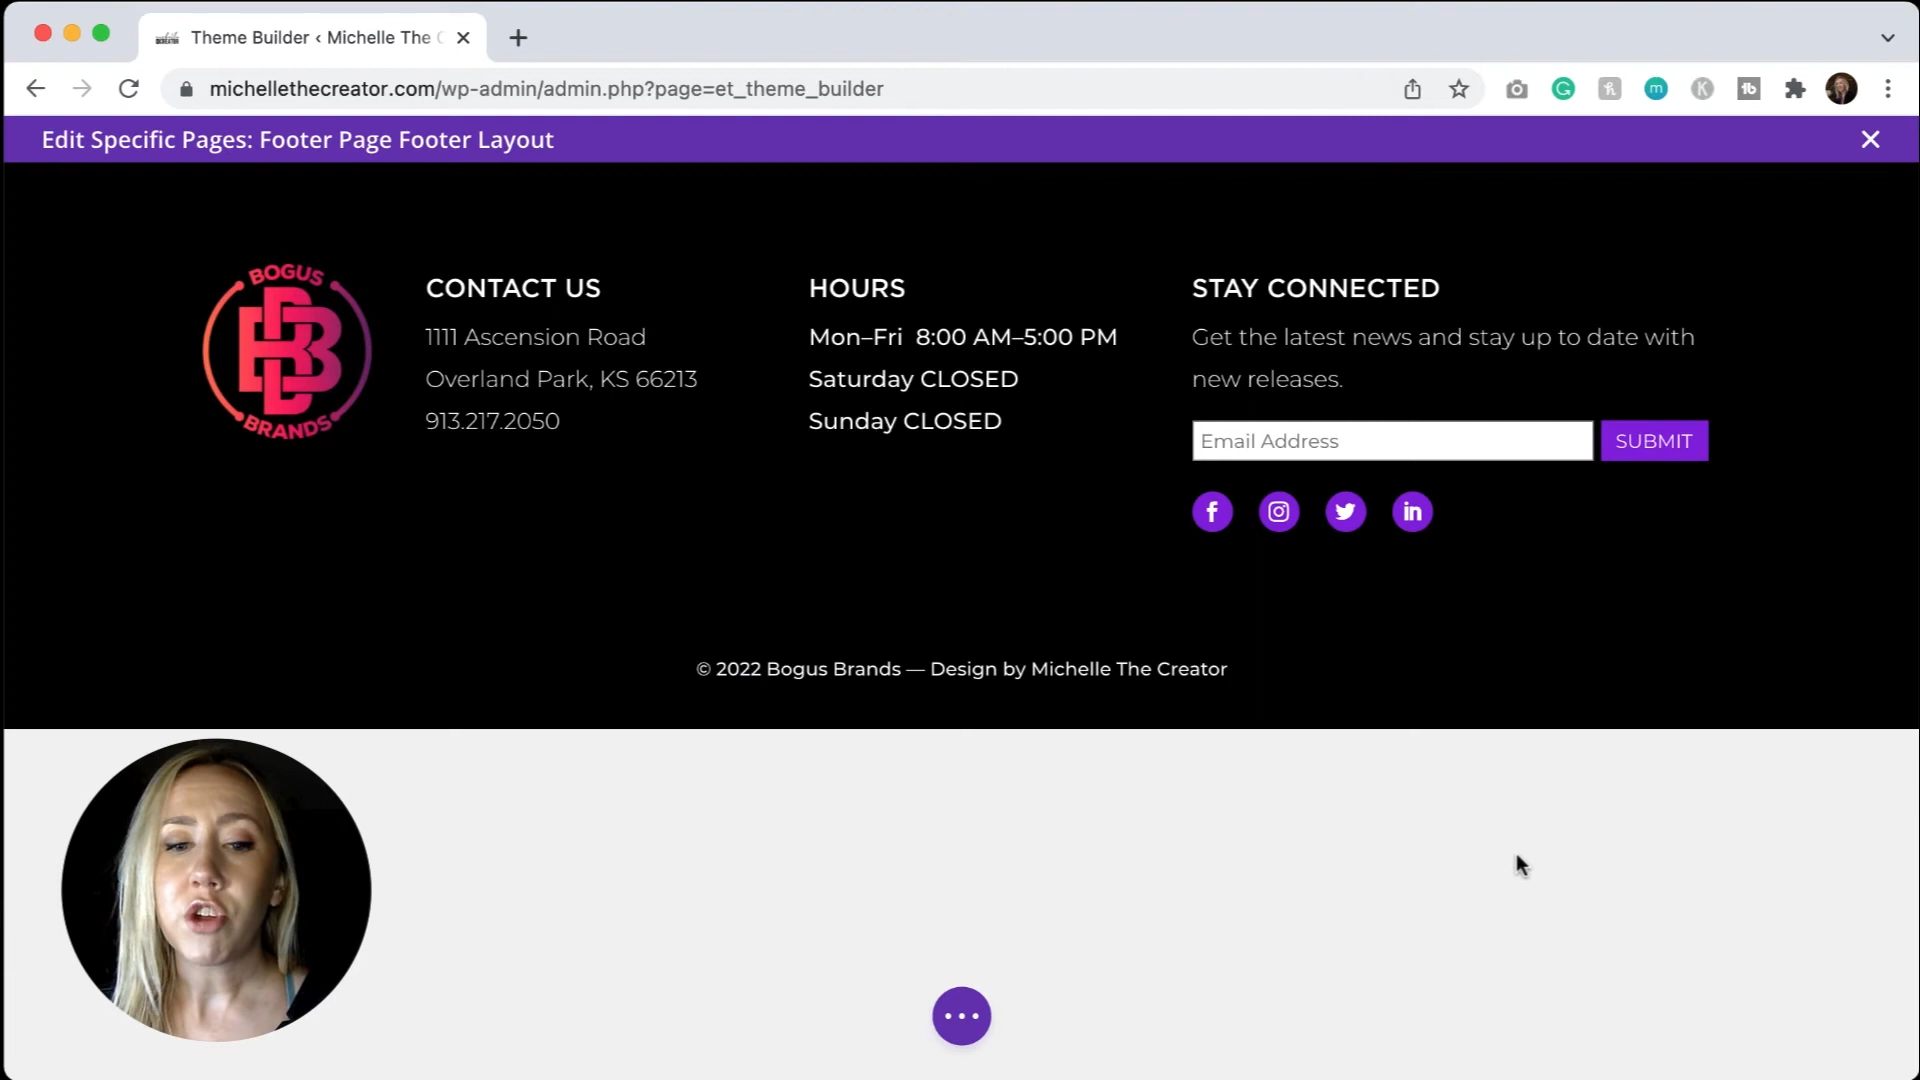 Theme Builder ‹ Michelle The C
michellethecreator.com/wp-admin/admin.php?page=et_theme_builder
Edit Specific Pages: Footer Page Footer Layout
BOGUS
BRANDS
CONTACT US
1111 Ascension Road
Overland Park, KS 66213
913.217.2050
HOURS
Mon–Fri 8:00 AM–5:00 PM
Saturday CLOSED
Sunday CLOSED
STAY CONNECTED
Get the latest news and stay up to date with
new releases.
Email Address
SUBMIT
© 2022 Bogus Brands — Design by Michelle The Creator